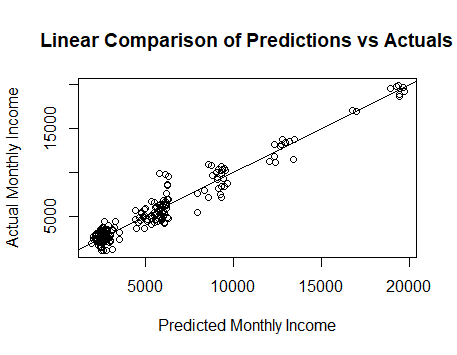 Linear Comparison of Predictions vs Actuals
Actual Monthly Income
15000
5000
5000 10000 15000 20000
Predicted Monthly Income